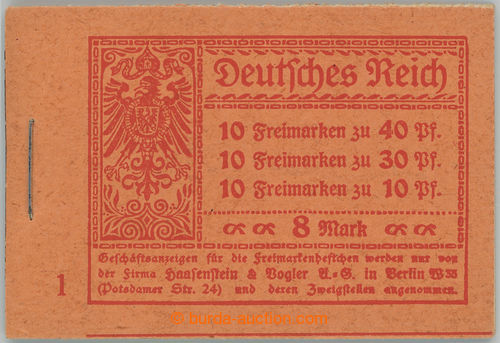 Deutsches Reich
10 Freimarken zu 40 Pf.
10 Freimarken zu 30 Pf.
10 Freimarken zu 10 Pf.
8 Mark
Geschäftsanzeigen für die Freimarkenheftchen werden nur von
der Firma Haasenstein & Vogler A.-G. in Berlin W 35
(Potsdamer Str. 24) und deren Zweigstellen angenommen.
1
© burda-auction.com